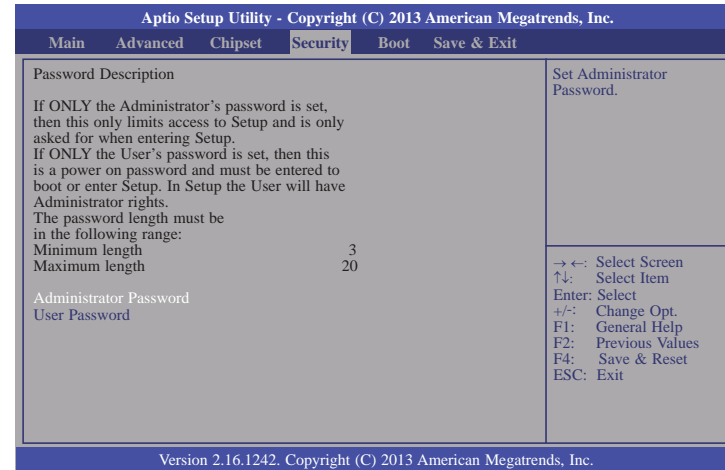 Aptio Setup Utility - Copyright (C) 2013 American Megatrends, Inc.
Main Advanced Chipset Security Boot Save & Exit
Password Description
If ONLY the Administrator's password is set,
then this only limits access to Setup and is only
asked for when entering Setup.
If ONLY the User's password is set, then this
is a power on password and must be entered to
boot or enter Setup. In Setup the User will have
Administrator rights.
The password length must be
in the following range:
Minimum length 3
Maximum length 20
Administrator Password
User Password
Set Administrator
Password.
→ ←: Select Screen
↑↓: Select Item
Enter: Select
+/-: Change Opt.
F1: General Help
F2: Previous Values
F4: Save & Reset
ESC: Exit
Version 2.16.1242. Copyright (C) 2013 American Megatrends, Inc.